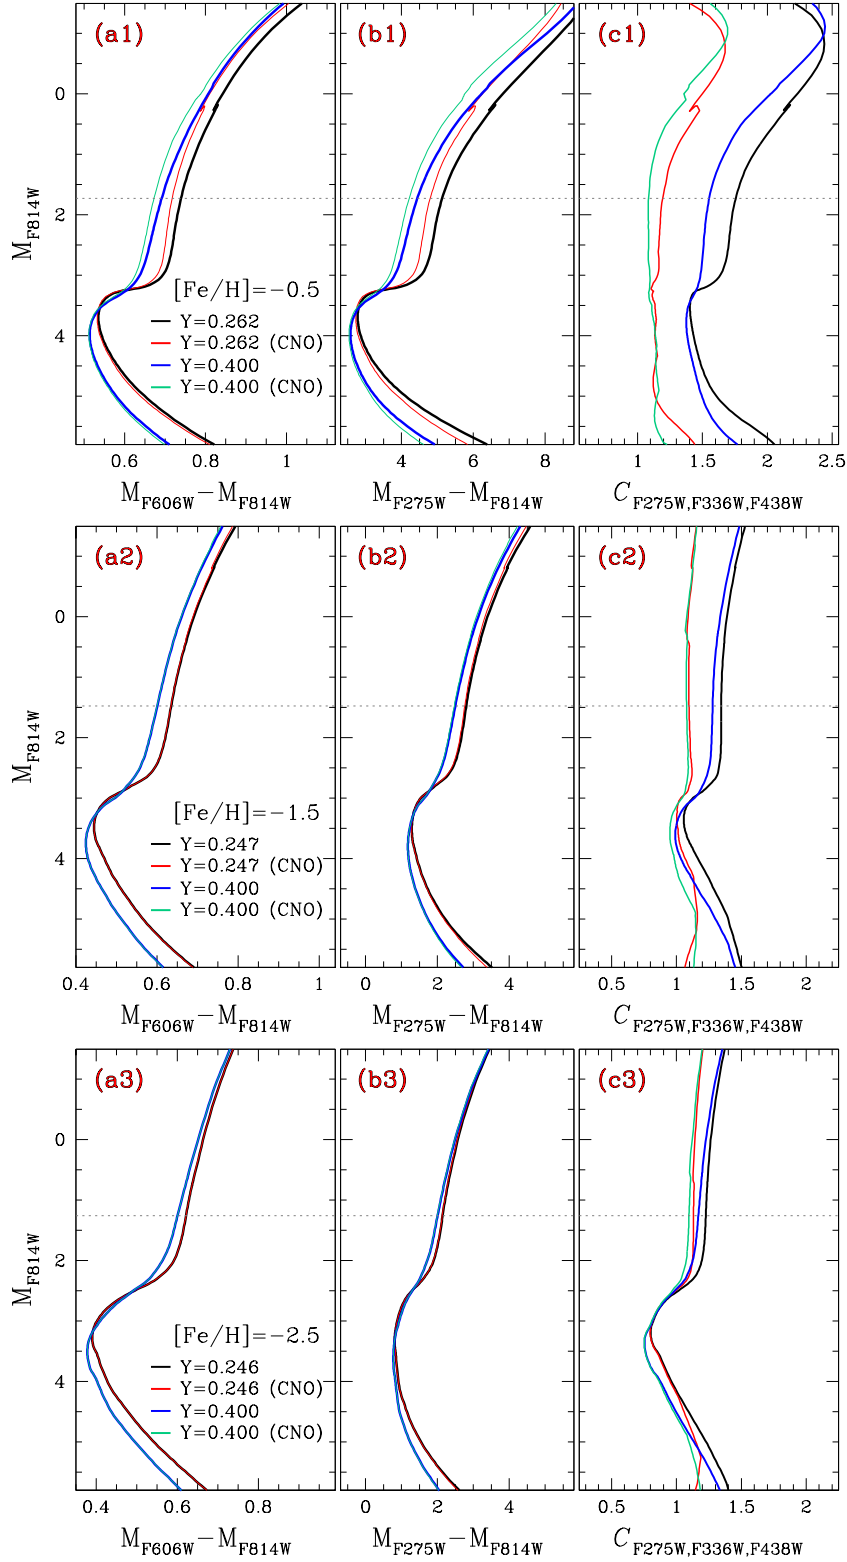 (a1) (b1) (c1)
0
2
4
M_F814W
[Fe/H]=−0.5
Y=0.262
Y=0.262 (CNO)
Y=0.400
Y=0.400 (CNO)
0.6 0.8 1 4 6 8 1 1.5 2 2.5
M_F606W−M_F814W M_F275W−M_F814W C_F275W,F336W,F438W
(a2) (b2) (c2)
0
2
4
M_F814W
[Fe/H]=−1.5
Y=0.247
Y=0.247 (CNO)
Y=0.400
Y=0.400 (CNO)
0.4 0.6 0.8 1 0 2 4 0.5 1 1.5 2
M_F606W−M_F814W M_F275W−M_F814W C_F275W,F336W,F438W
(a3) (b3) (c3)
0
2
4
M_F814W
[Fe/H]=−2.5
Y=0.246
Y=0.246 (CNO)
Y=0.400
Y=0.400 (CNO)
0.4 0.6 0.8 0 2 4 0.5 1 1.5 2
M_F606W−M_F814W M_F275W−M_F814W C_F275W,F336W,F438W